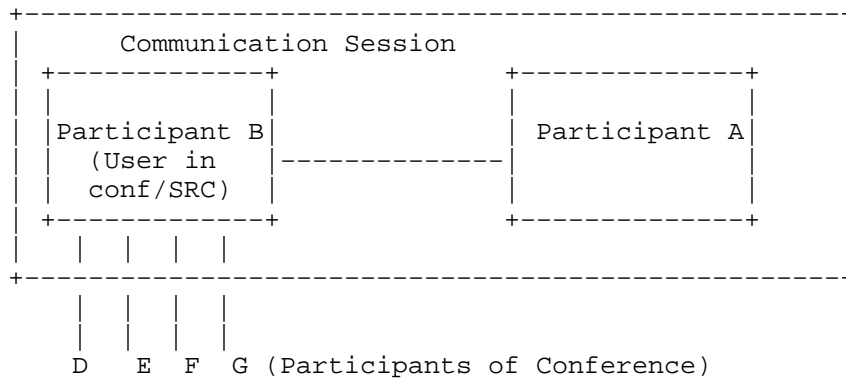 Communication Session
Participant B
(User in
conf/SRC)
Participant A
D E F G (Participants of Conference)